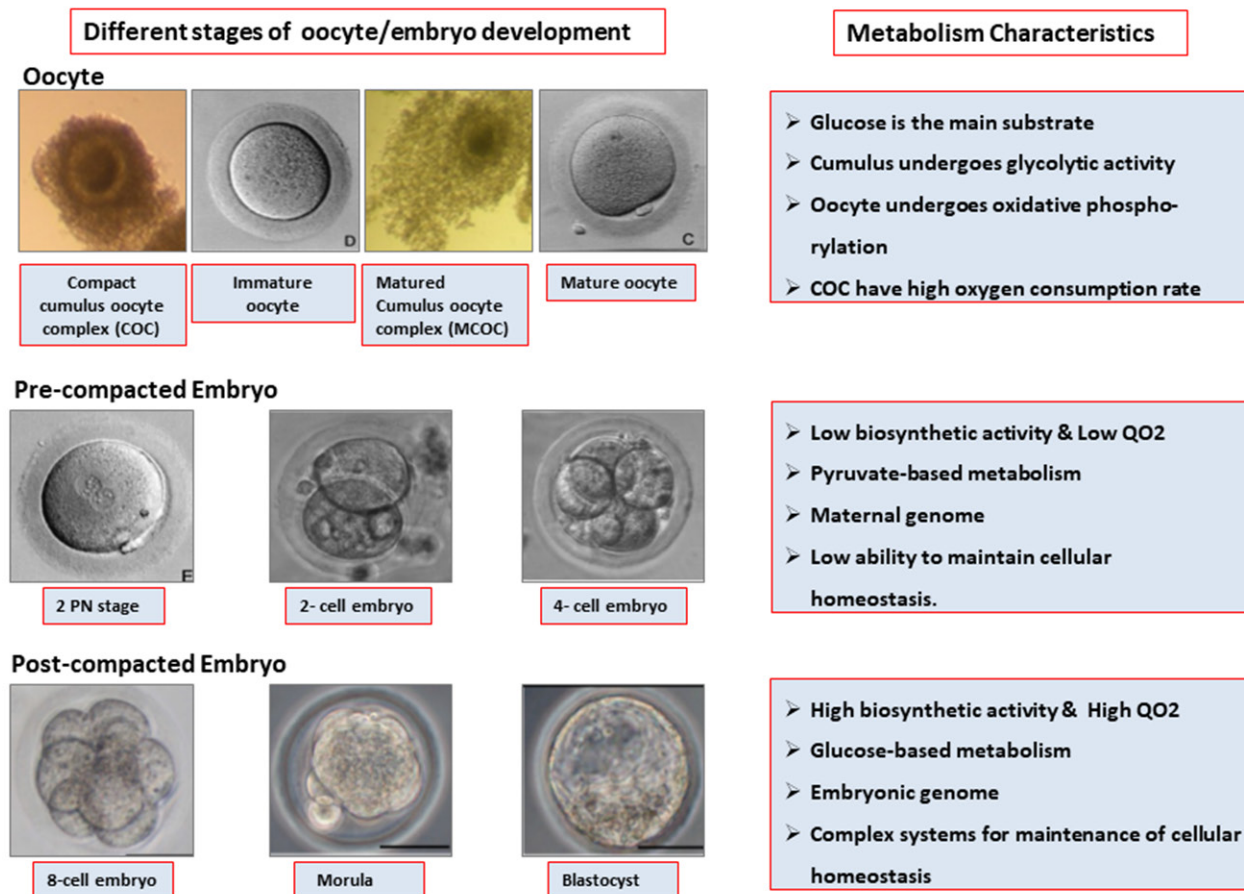 Different stages of oocyte/embryo development
Metabolism Characteristics
Oocyte
D
C
Compact
cumulus oocyte
complex (COC)
Immature
oocyte
Matured
Cumulus oocyte
complex (MCOC)
Mature oocyte
➢ Glucose is the main substrate
➢ Cumulus undergoes glycolytic activity
➢ Oocyte undergoes oxidative phospho-
rylation
➢ COC have high oxygen consumption rate
Pre-compacted Embryo
E
2 PN stage
2- cell embryo
4- cell embryo
➢ Low biosynthetic activity & Low QO2
➢ Pyruvate-based metabolism
➢ Maternal genome
➢ Low ability to maintain cellular
homeostasis.
Post-compacted Embryo
8-cell embryo
Morula
Blastocyst
➢ High biosynthetic activity & High QO2
➢ Glucose-based metabolism
➢ Embryonic genome
➢ Complex systems for maintenance of cellular
homeostasis